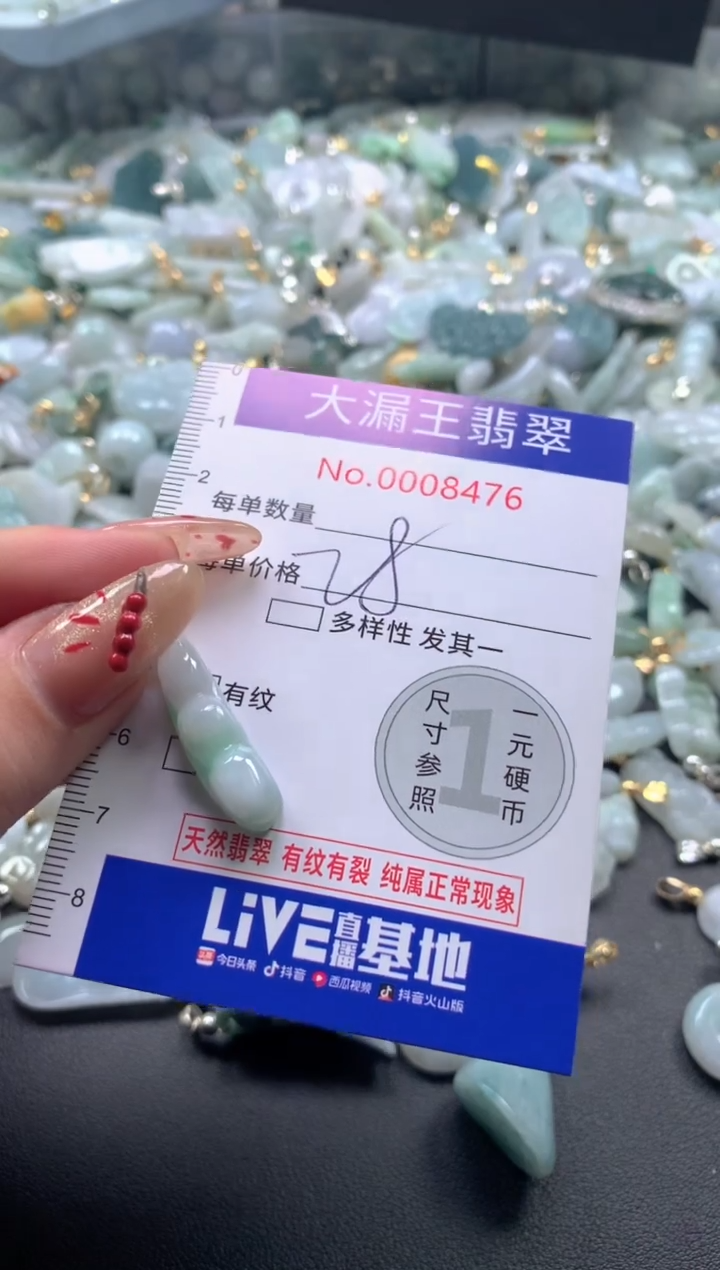 0
1
大漏王翡翠
No.0008476
2
每单数量
单价格 28
多样性 发其一
有纹
尺寸参照 1 一元硬币
6
7
天然翡翠 有纹有裂 纯属正常现象
8
LiVE直播基地
今日头条 抖音 西瓜视频 抖音火山版